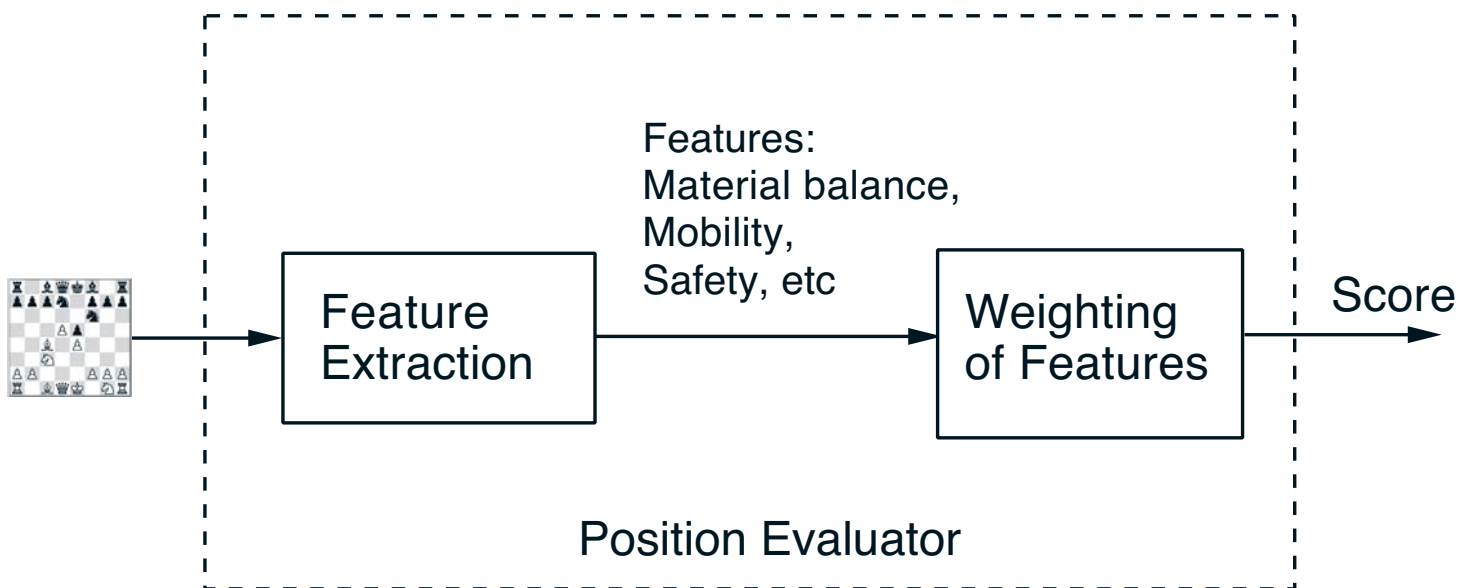 Features:
Material balance,
Mobility,
Safety, etc
Feature
Extraction
Weighting
of Features
Score
Position Evaluator